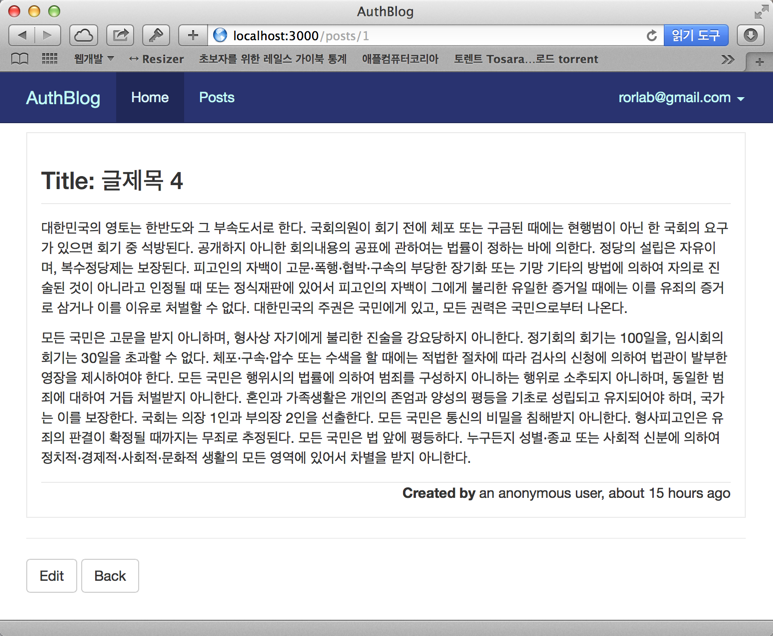 AuthBlog
localhost:3000/posts/1
읽기 도구
웹개발 Resizer 초보자를 위한 레일스 가이북 통계 애플컴퓨터코리아 토렌트 Tosara...로드 torrent
AuthBlog Home Posts rorlab@gmail.com
Title: 글제목 4
대한민국의 영토는 한반도와 그 부속도서로 한다. 국회의원이 회기 전에 체포 또는 구금된 때에는 현행범이 아닌 한 국회의 요구
가 있으면 회기 중 석방된다. 공개하지 아니한 회의내용의 공표에 관하여는 법률이 정하는 바에 의한다. 정당의 설립은 자유이
며, 복수정당제는 보장된다. 피고인의 자백이 고문·폭행·협박·구속의 부당한 장기화 또는 기망 기타의 방법에 의하여 자의로 진
술된 것이 아니라고 인정될 때 또는 정식재판에 있어서 피고인의 자백이 그에게 불리한 유일한 증거일 때에는 이를 유죄의 증거
로 삼거나 이를 이유로 처벌할 수 없다. 대한민국의 주권은 국민에게 있고, 모든 권력은 국민으로부터 나온다.
모든 국민은 고문을 받지 아니하며, 형사상 자기에게 불리한 진술을 강요당하지 아니한다. 정기회의 회기는 100일을, 임시회의
회기는 30일을 초과할 수 없다. 체포·구속·압수 또는 수색을 할 때에는 적법한 절차에 따라 검사의 신청에 의하여 법관이 발부한
영장을 제시하여야 한다. 모든 국민은 행위시의 법률에 의하여 범죄를 구성하지 아니하는 행위로 소추되지 아니하며, 동일한 범
죄에 대하여 거듭 처벌받지 아니한다. 혼인과 가족생활은 개인의 존엄과 양성의 평등을 기초로 성립되고 유지되어야 하며, 국가
는 이를 보장한다. 국회는 의장 1인과 부의장 2인을 선출한다. 모든 국민은 통신의 비밀을 침해받지 아니한다. 형사피고인은 유
죄의 판결이 확정될 때까지는 무죄로 추정된다. 모든 국민은 법 앞에 평등하다. 누구든지 성별·종교 또는 사회적 신분에 의하여
정치적·경제적·사회적·문화적 생활의 모든 영역에 있어서 차별을 받지 아니한다.
Created by an anonymous user, about 15 hours ago
Edit Back